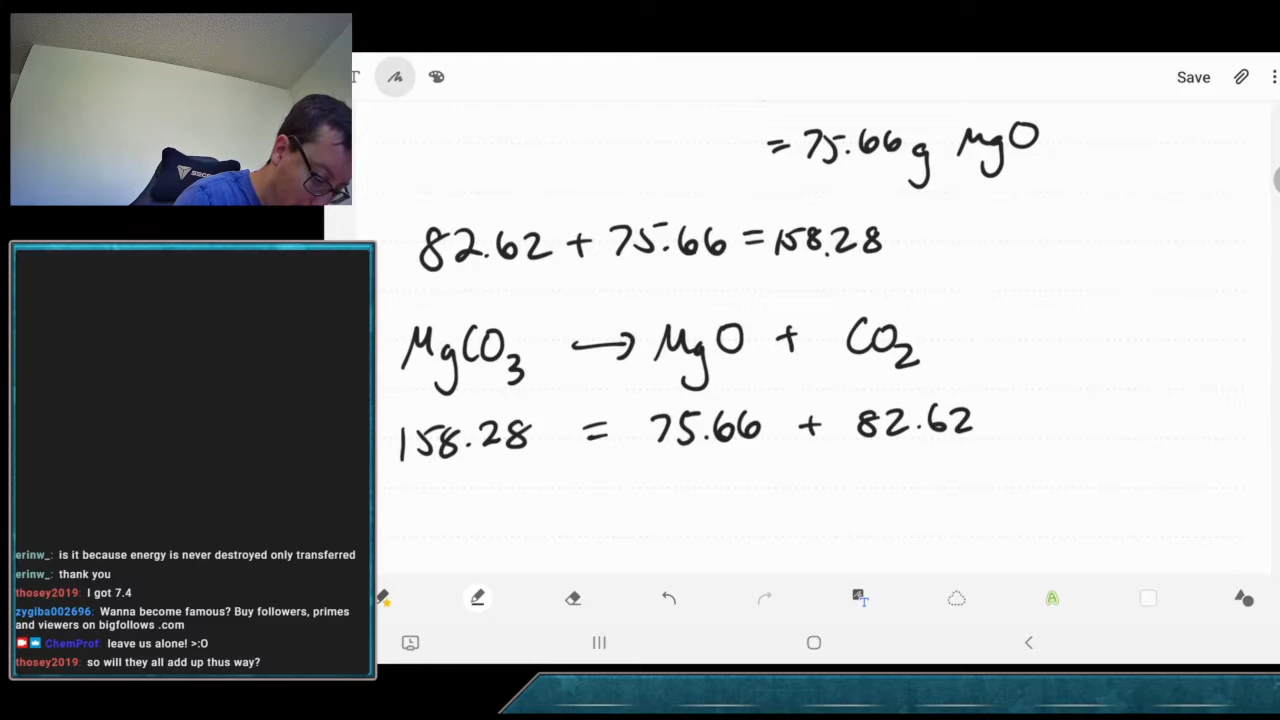 T
Save
= 75.66 g MgO
82.62 + 75.66 = 158.28
MgCO3 → MgO + CO2
158.28 = 75.66 + 82.62
erinw_: is it because energy is never destroyed only transferred
erinw_: thank you
thosey2019: I got 7.4
zygiba002696: Wanna become famous? Buy followers, primes
and viewers on bigfollows .com
ChemProf: leave us alone! >:O
thosey2019: so will they all add up thus way?
T
A